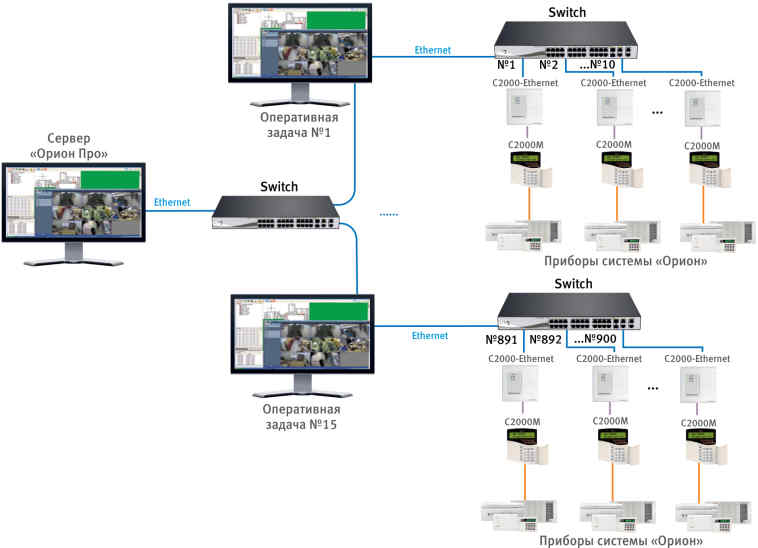 Switch
Ethernet
№1
№2
...№10
C2000-Ethernet
C2000-Ethernet
C2000-Ethernet
...
Оперативная
задача №1
C2000M
C2000M
C2000M
Сервер
«Орион Про»
Switch
Ethernet
......
Приборы системы «Орион»
Switch
Ethernet
№891
№892
...№900
C2000-Ethernet
C2000-Ethernet
C2000-Ethernet
...
Оперативная
задача №15
C2000M
C2000M
C2000M
Приборы системы «Орион»